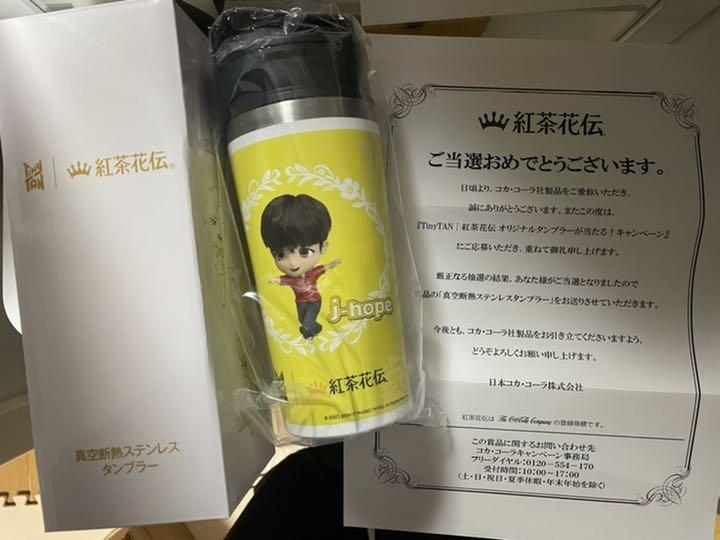 紅茶花伝®
真空断熱ステンレス
タンブラー
j-hope
紅茶花伝®
紅茶花伝®
ご当選おめでとうございます。
日頃より、コカ・コーラ社製品をご愛飲いただき、
誠にありがとうございます。またこの度は、
『TinyTAN│紅茶花伝 オリジナルタンブラーが当たる！キャンペーン』
にご応募いただき、重ねて御礼申し上げます。
厳正なる抽選の結果、あなた様がご当選となりましたので
品の「真空断熱ステンレスタンブラー」をお送りさせていただきます。
今後とも、コカ・コーラ社製品をお引き立てくださいますよう、
どうぞよろしくお願い申し上げます。
日本コカ・コーラ株式会社
紅茶花伝は The Coca-Cola Company の登録商標です。
この賞品に関するお問い合わせ先
コカ・コーラキャンペーン事務局
フリーダイヤル：0120-554-170
受付時間：10：00～17：00
（土・日・祝日・夏季休暇・年末年始を除く）